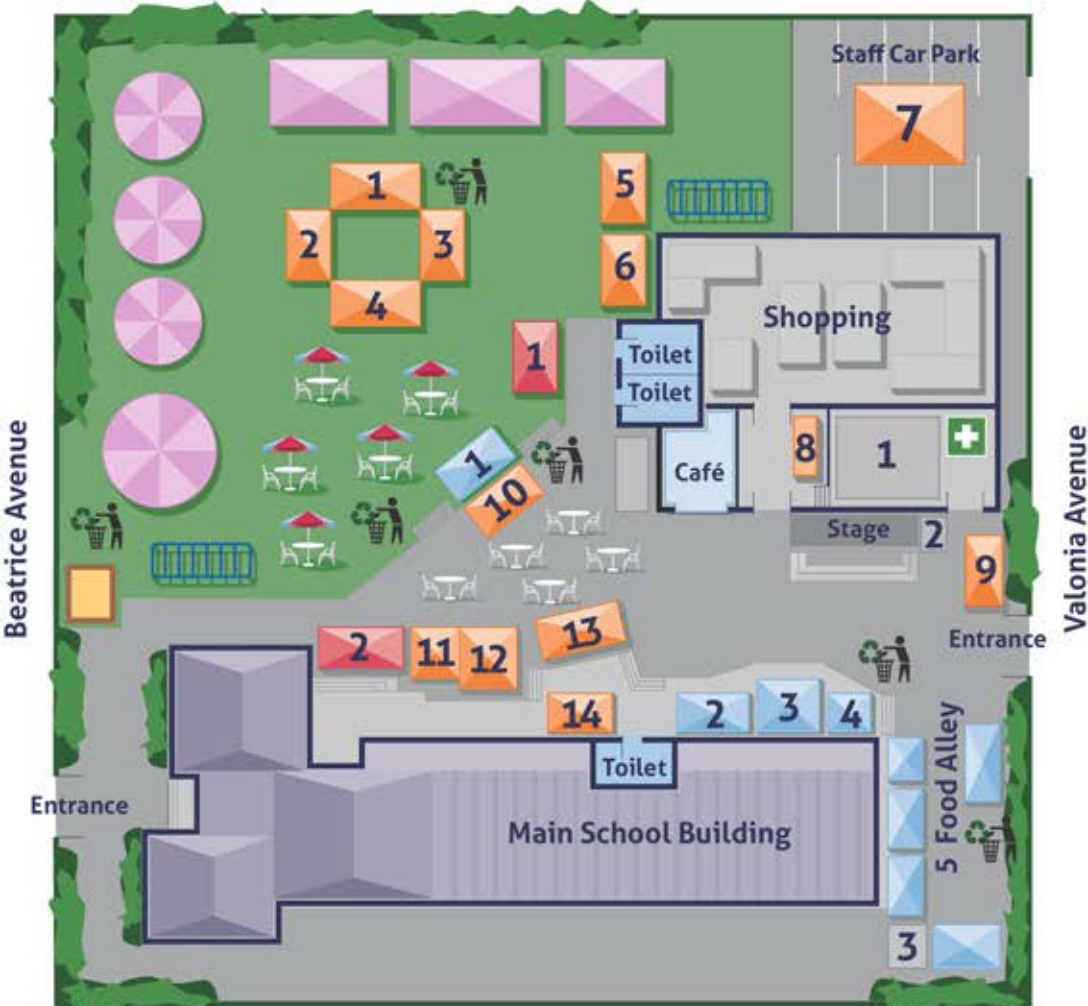 Staff Car Park
7
1
5
2
3
6
4
Shopping
1
Toilet
Toilet
8
1
Café
1
10
Stage
2
9
Beatrice Avenue
Valonia Avenue
Entrance
2
11
12
13
14
2
3
4
Toilet
Entrance
Main School Building
5 Food Alley
3